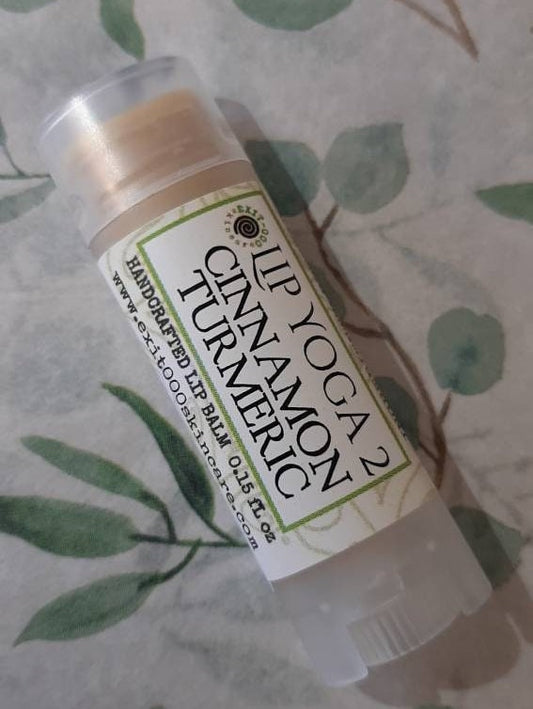 LIP YOGA 2
CINNAMON
TURMERIC
HANDCRAFTED LIP BALM 0.15 fL oz
www.exit000skincare.com